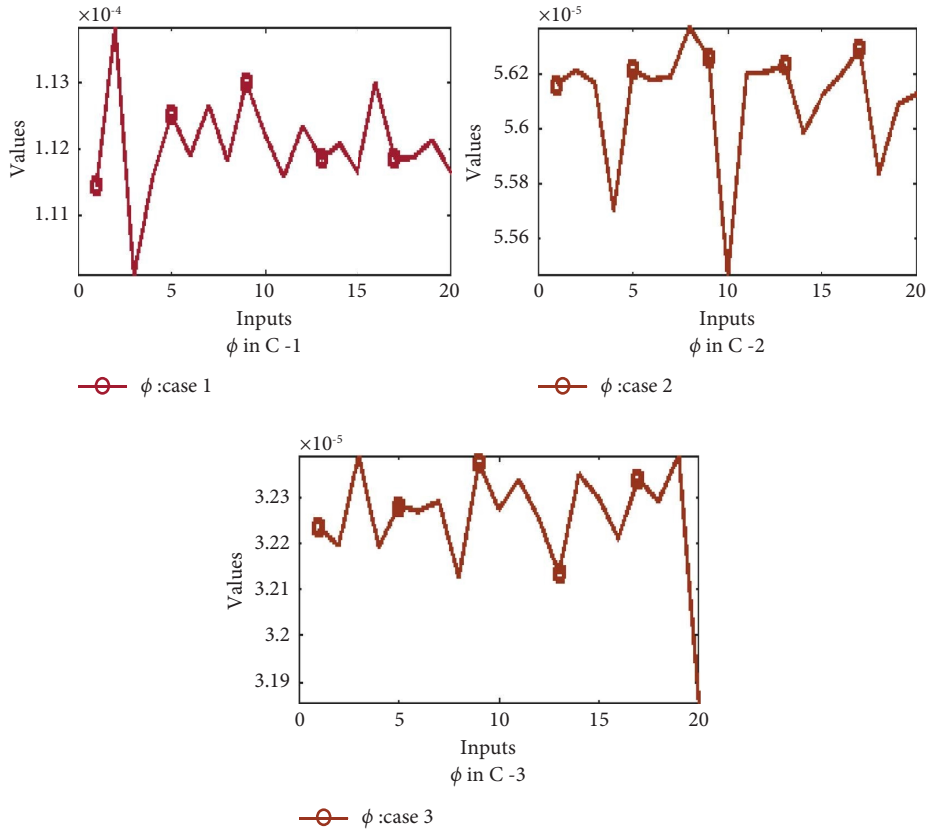 ×10⁻⁴
1.13
1.12
1.11
Values
0 5 10 15 20
Inputs
ϕ in C -1
ϕ :case 1
×10⁻⁵
5.62
5.6
5.58
5.56
Values
0 5 10 15 20
Inputs
ϕ in C -2
ϕ :case 2
×10⁻⁵
3.23
3.22
3.21
3.2
3.19
Values
0 5 10 15 20
Inputs
ϕ in C -3
ϕ :case 3